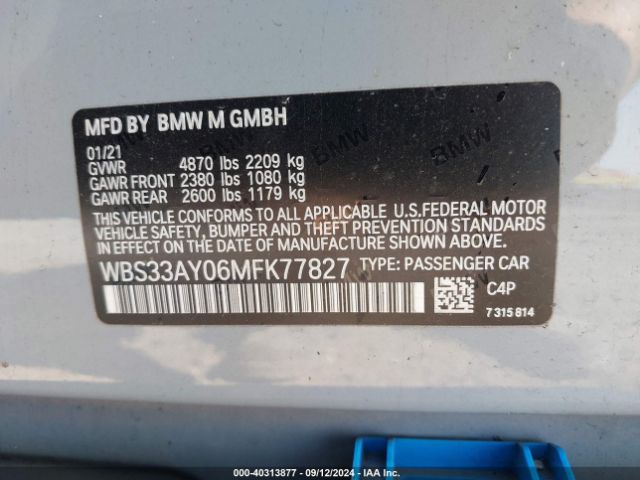 MFD BY BMW M GMBH
01/21
GVWR 4870 lbs 2209 kg
GAWR FRONT 2380 lbs 1080 kg
GAWR REAR 2600 lbs 1179 kg
THIS VEHICLE CONFORMS TO ALL APPLICABLE U.S.FEDERAL MOTOR
VEHICLE SAFETY, BUMPER AND THEFT PREVENTION STANDARDS
IN EFFECT ON THE DATE OF MANUFACTURE SHOWN ABOVE.
WBS33AY06MFK77827 TYPE: PASSENGER CAR
C4P
7 315 814
BMW
BMW
BMW
© - 40313877 - 09/12/2024 - IAA Inc.